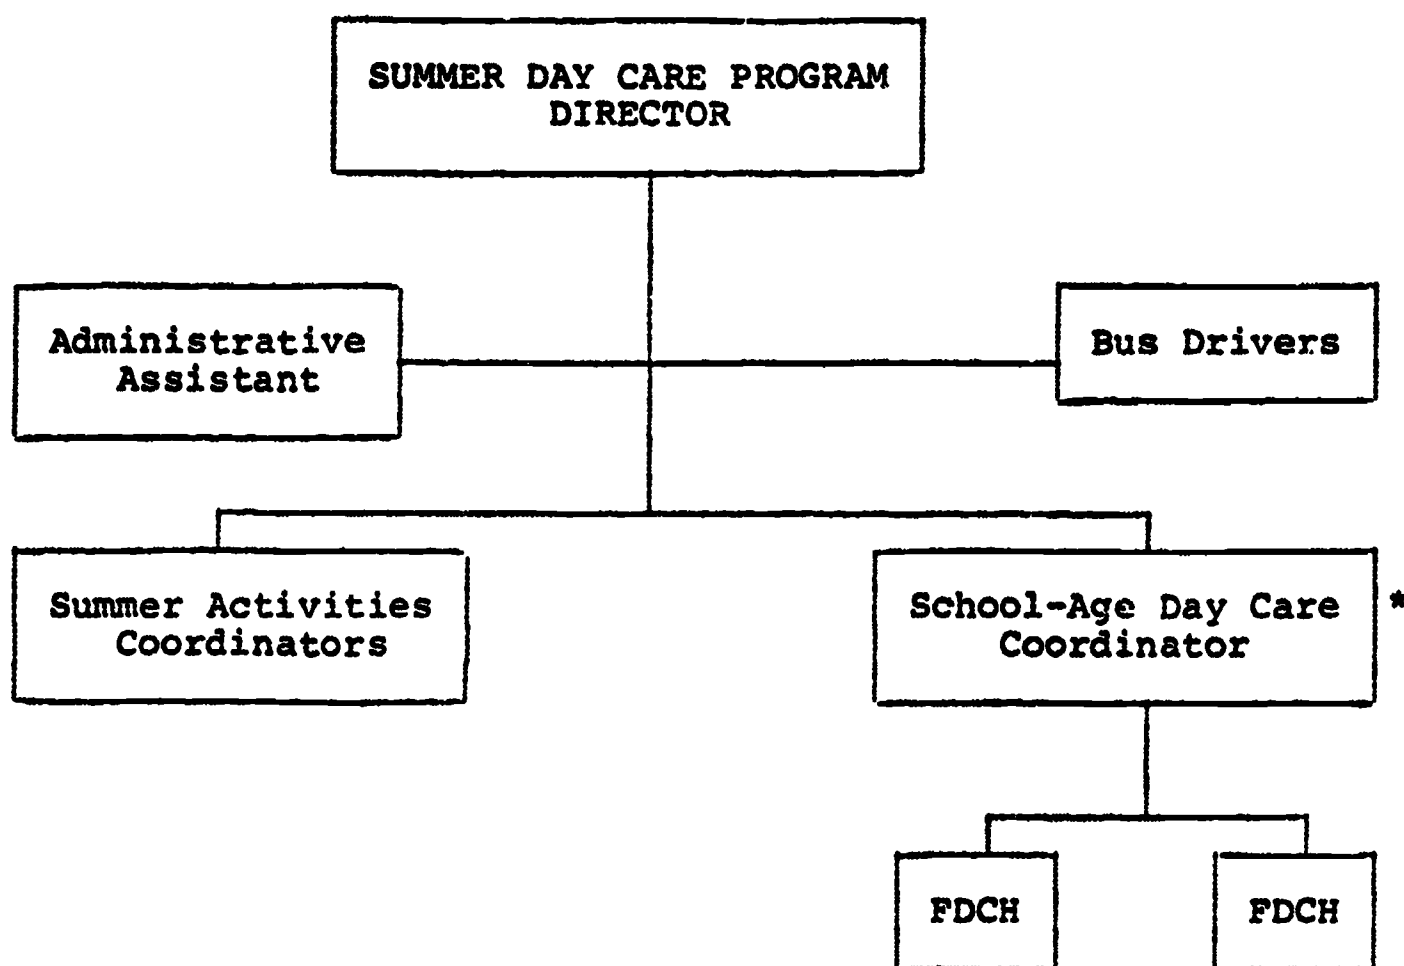 SUMMER DAY CARE PROGRAM
DIRECTOR
Administrative
Assistant
Bus Drivers
Summer Activities
Coordinators
School-Age Day Care *
Coordinator
FDCH
FDCH